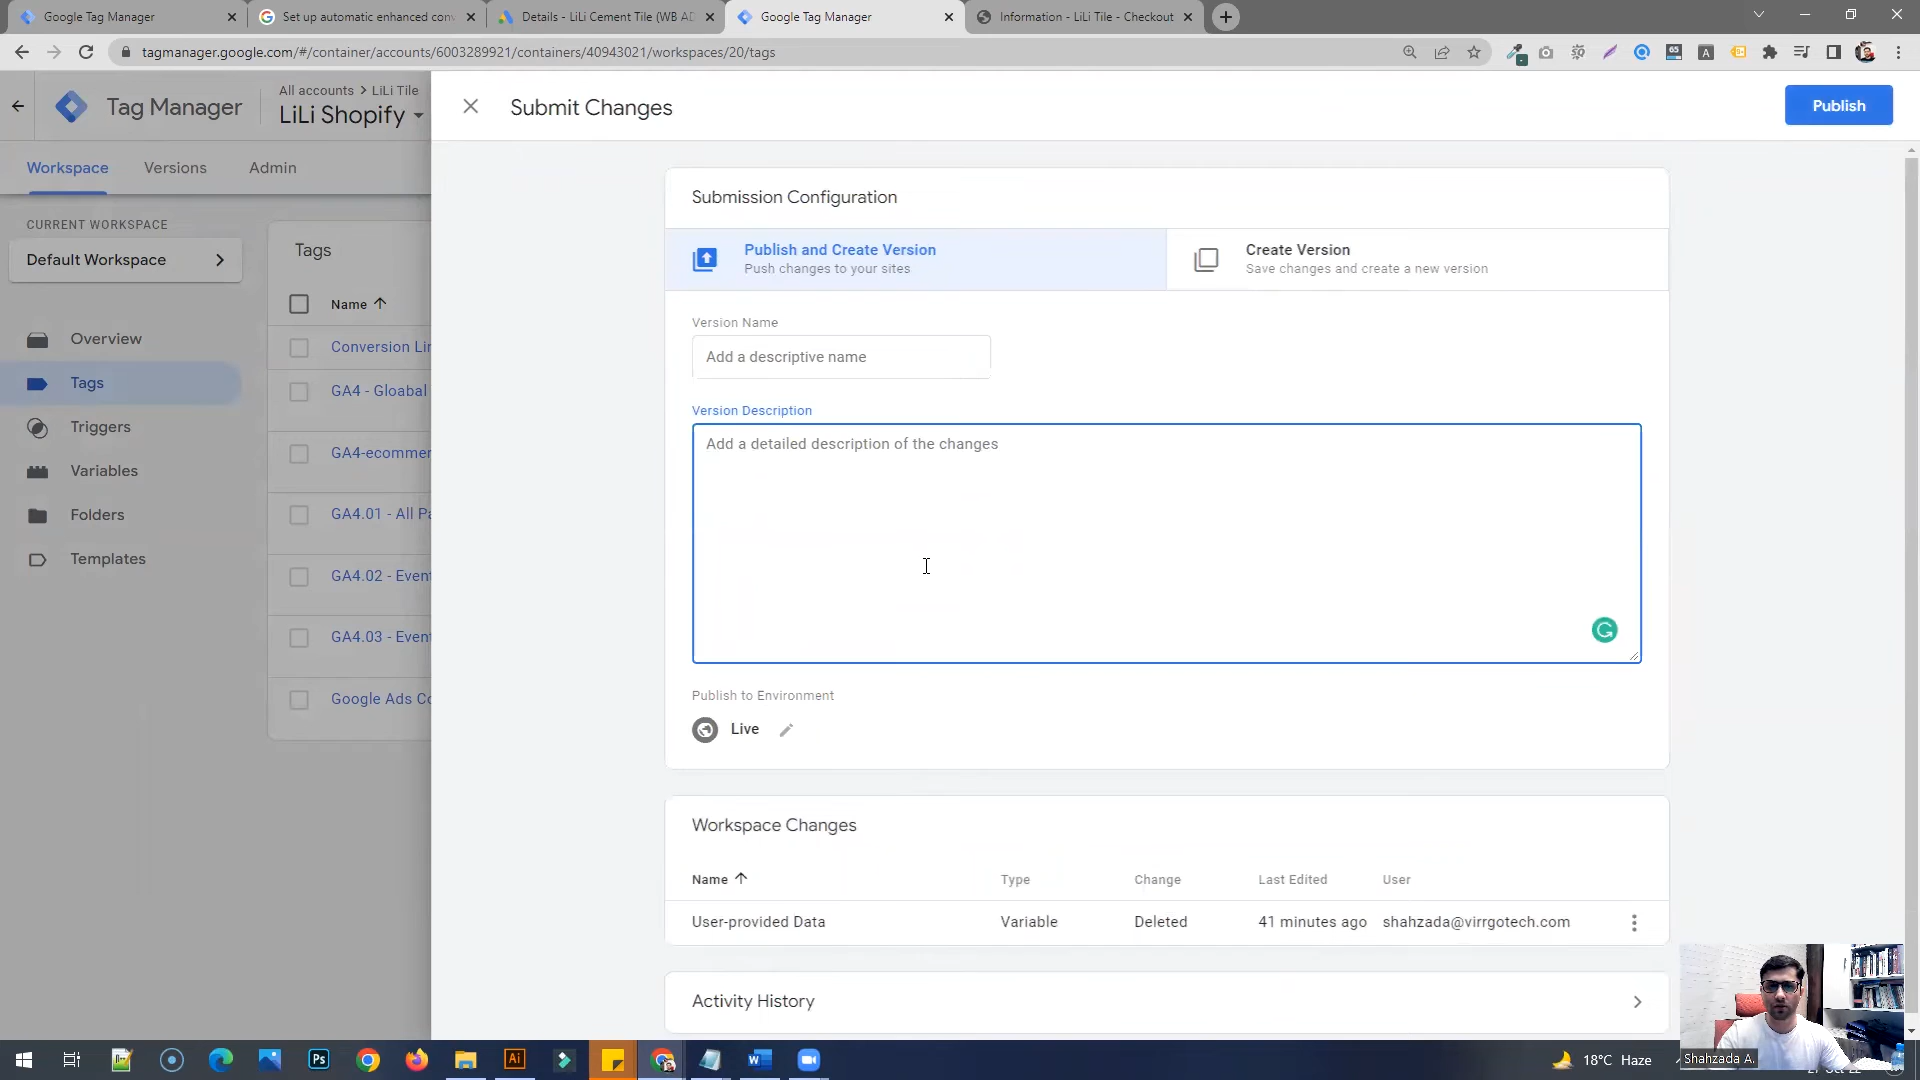 Google Tag Manager
Set up automatic enhanced conv
Details - LiLi Cement Tile (WB AD
Google Tag Manager
Information - LiLi Tile - Checkout
tagmanager.google.com/#/container/accounts/6003289921/containers/40943021/workspaces/20/tags
Tag Manager
All accounts > LiLi Tile
LiLi Shopify
Submit Changes
Publish
Workspace
Versions
Admin
CURRENT WORKSPACE
Default Workspace
Overview
Tags
Triggers
Variables
Folders
Templates
Tags
Name
Conversion Lin
GA4 - Gloabal
GA4-ecommer
GA4.01 - All Pa
GA4.02 - Event
GA4.03 - Event
Google Ads Co
Submission Configuration
Publish and Create Version
Push changes to your sites
Create Version
Save changes and create a new version
Version Name
Add a descriptive name
Version Description
Add a detailed description of the changes
Publish to Environment
Live
Workspace Changes
Name Type Change Last Edited User
User-provided Data Variable Deleted 41 minutes ago shahzada@virrgotech.com
Activity History
Shahzada A.
18°C Haze